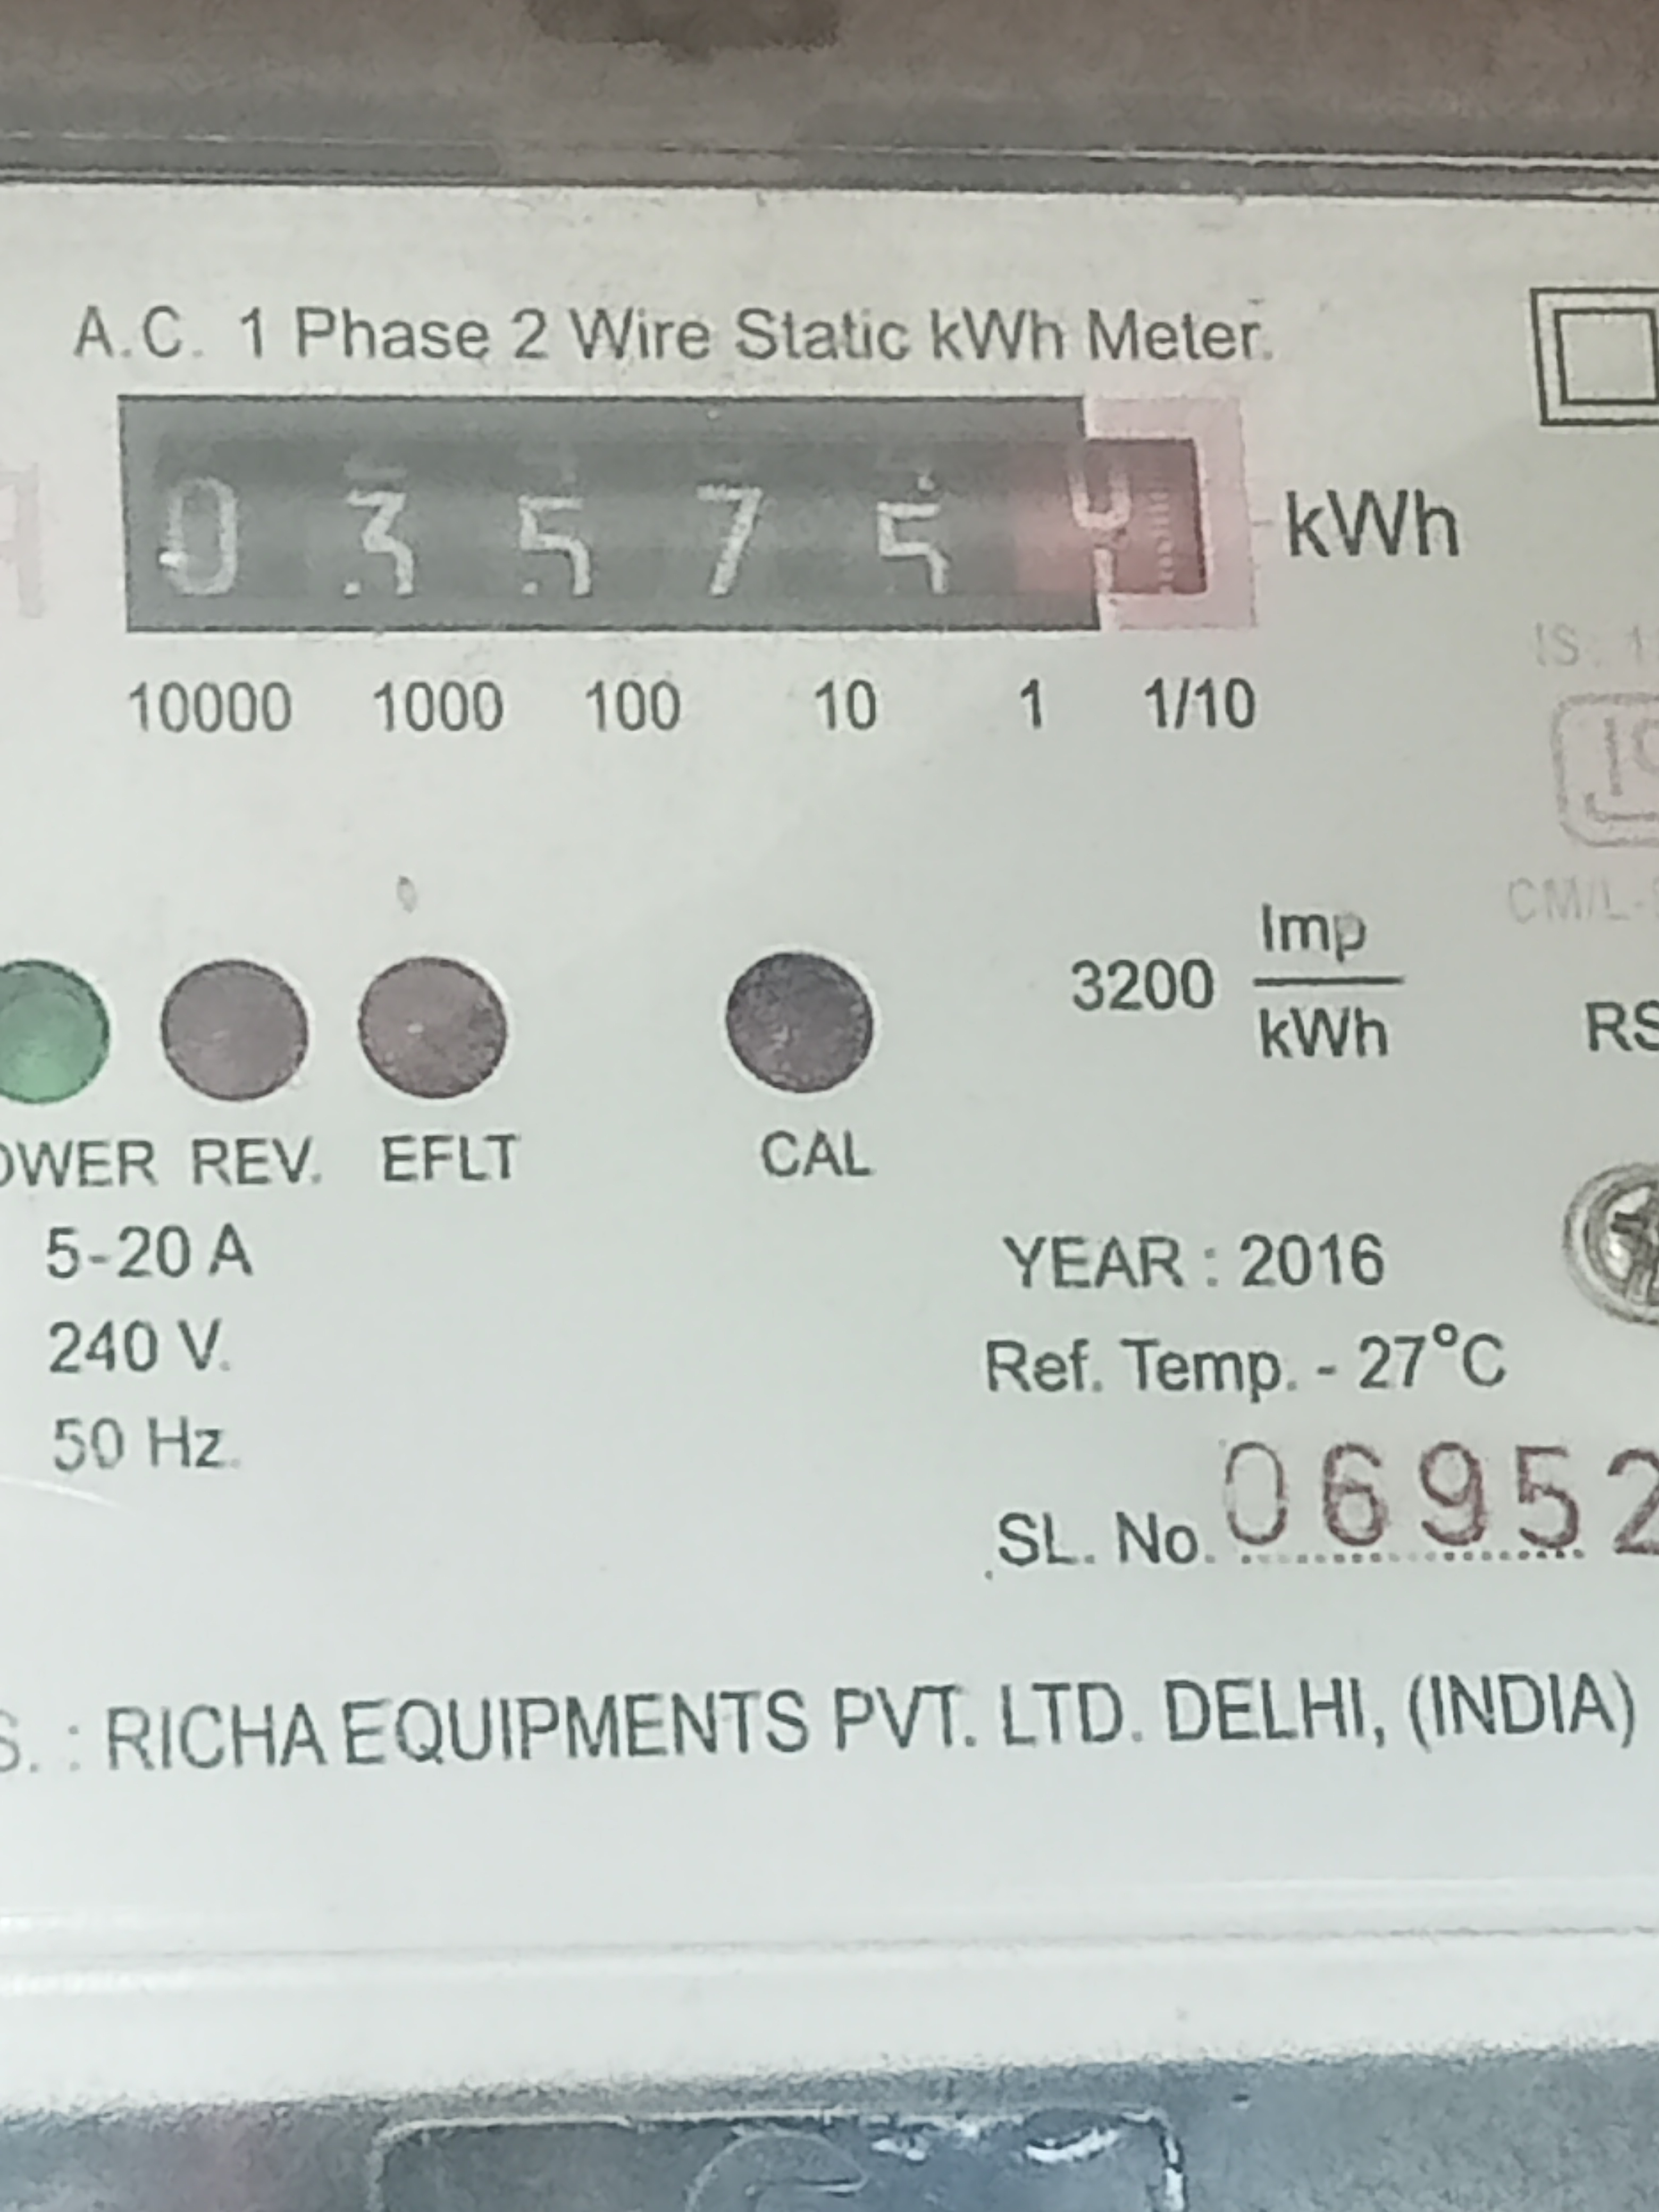 A.C. 1 Phase 2 Wire Static kWh Meter.
0 3 5 7 5 kWh
10000 1000 100 10 1 1/10
3200 Imp
kWh
OWER REV. EFLT CAL
5-20 A
240 V.
50 Hz.
YEAR : 2016
Ref. Temp. - 27°C
SL. No. 06952
CM/L-
RS
IS:
S. : RICHA EQUIPMENTS PVT. LTD. DELHI, (INDIA)